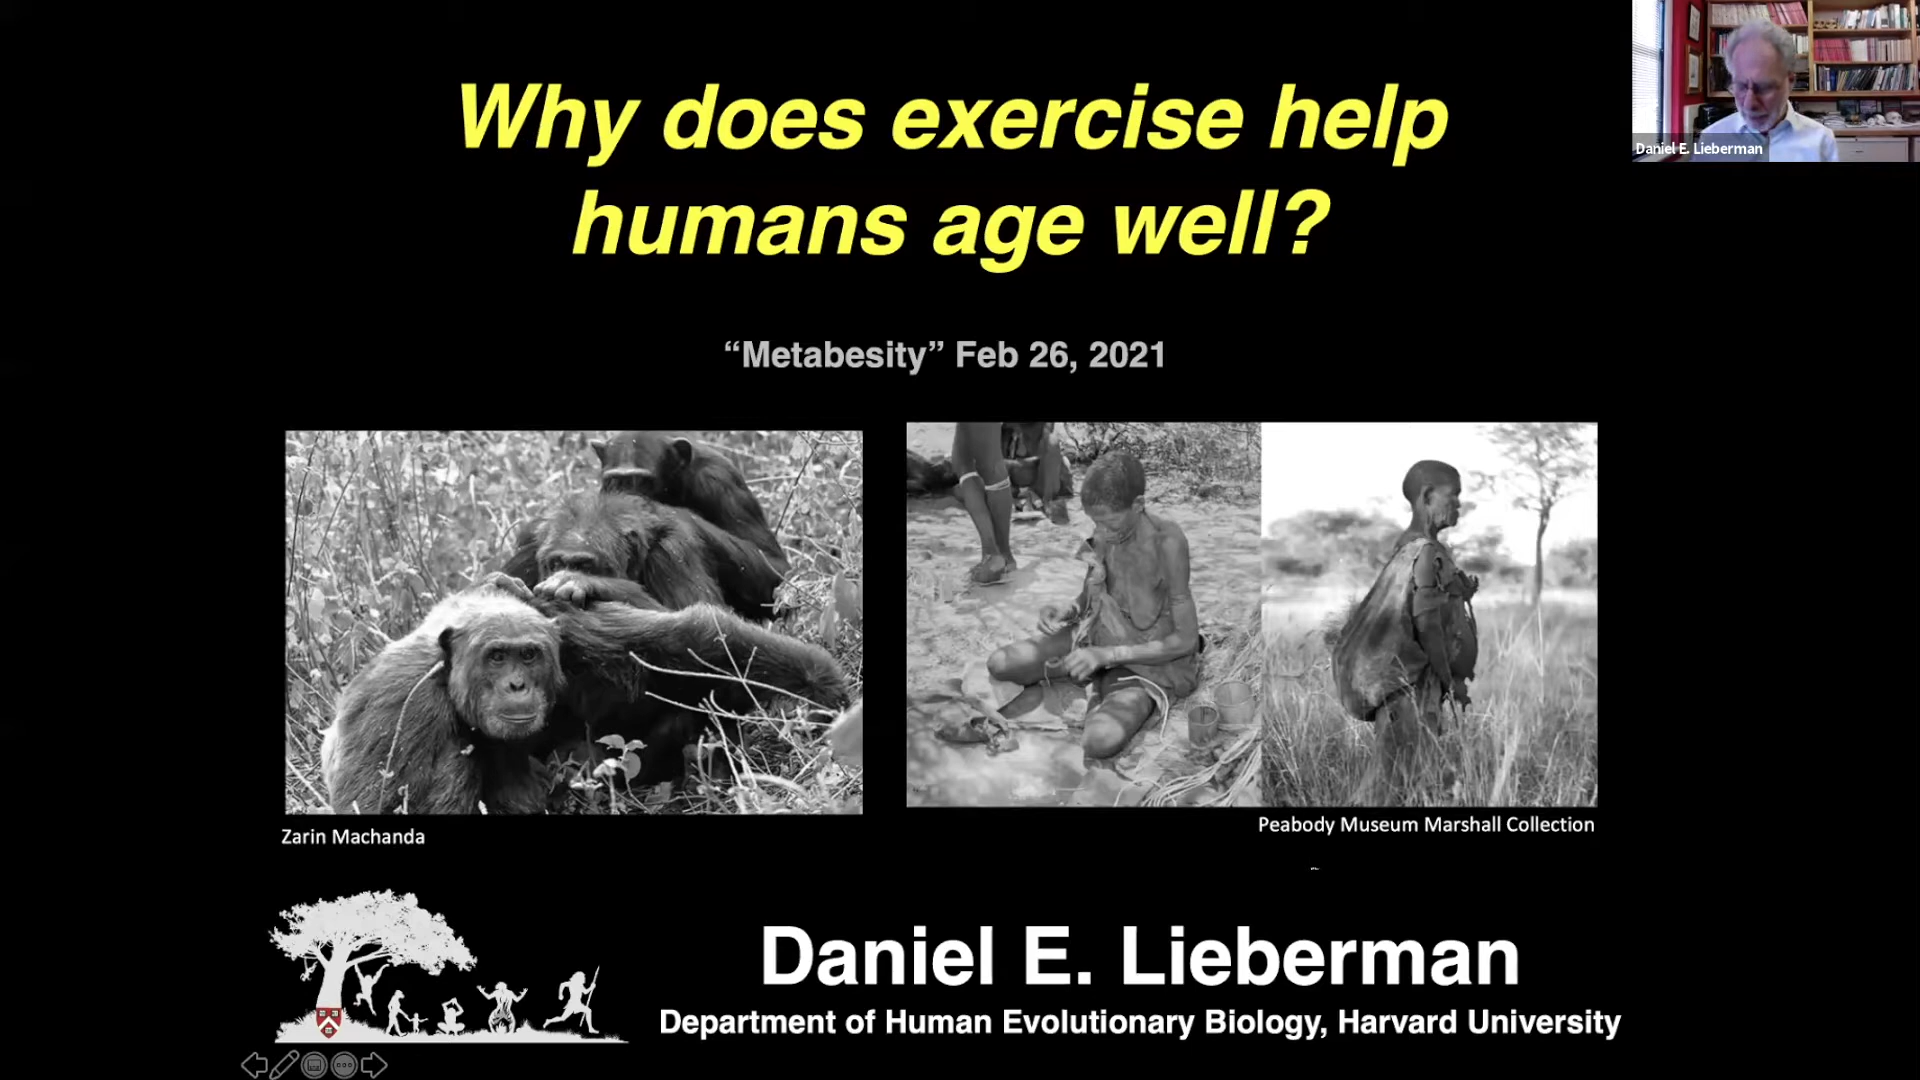 Why does exercise help
humans age well?
Daniel E. Lieberman
“Metabesity” Feb 26, 2021
Zarin Machanda
Peabody Museum Marshall Collection
Daniel E. Lieberman
Department of Human Evolutionary Biology, Harvard University